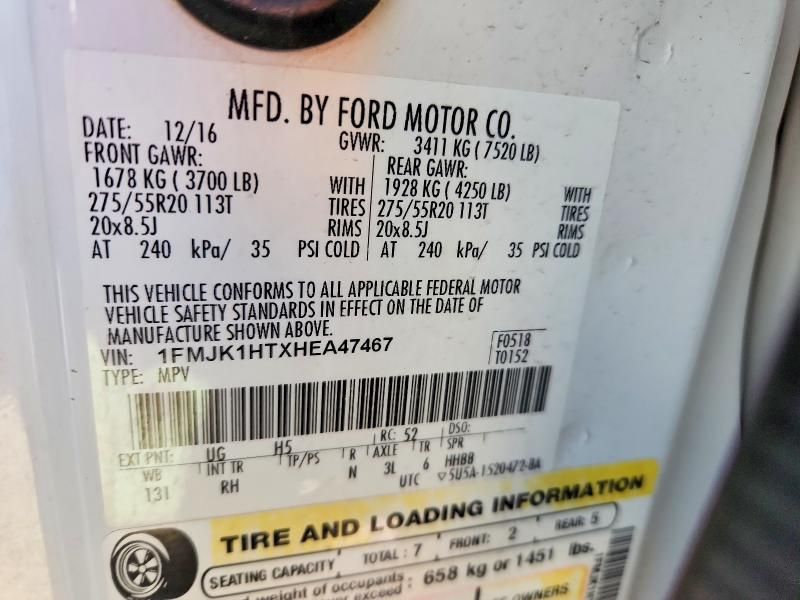 MFD. BY FORD MOTOR CO.
DATE: 12/16 GVWR: 3411 KG ( 7520 LB)
FRONT GAWR: REAR GAWR:
1678 KG ( 3700 LB) WITH 1928 KG ( 4250 LB) WITH
275/55R20 113T TIRES 275/55R20 113T TIRES
20x8.5J RIMS 20x8.5J RIMS
AT 240 kPa/ 35 PSI COLD AT 240 kPa/ 35 PSI COLD
THIS VEHICLE CONFORMS TO ALL APPLICABLE FEDERAL MOTOR
VEHICLE SAFETY STANDARDS IN EFFECT ON THE DATE OF
MANUFACTURE SHOWN ABOVE.
VIN: 1FMJK1HTXHEA47467 F0518
TYPE: MPV T0152
EXT PNT: UG H5 RC: 52 DSO:
WB INT TR TP/PS R AXLE TR SPR
131 RH N 3L 6 HHBB
UTC ▽5U5A-1520472-BA
TIRE AND LOADING INFORMATION
SEATING CAPACITY TOTAL : 7 FRONT: 2 REAR: 5
weight of occupants
exceed : 658 kg or 1451 lbs.
OWNERS